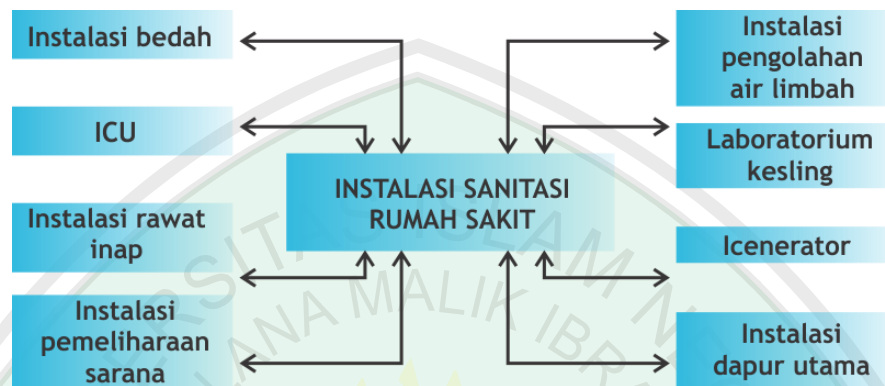 Instalasi bedah
ICU
Instalasi rawat
inap
Instalasi
pemeliharaan
sarana
INSTALASI SANITASI
RUMAH SAKIT
Instalasi
pengolahan
air limbah
Laboratorium
kesling
Icenerator
Instalasi
dapur utama